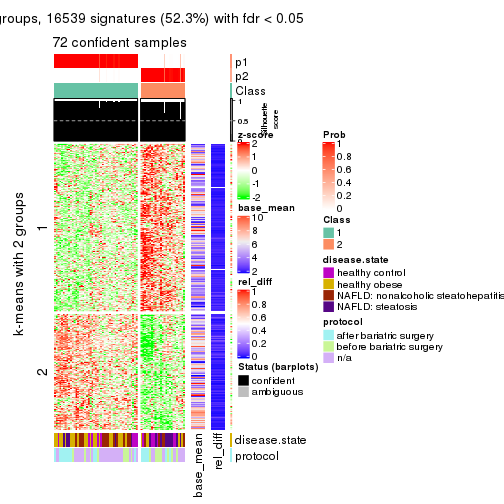 groups, 16539 signatures (52.3%) with fdr < 0.05
72 confident samples
p1
p2
Class
1
0.5
0
Silhouette
score
k-means with 2 groups
1
2
z-score
2
1
0
-1
-2
base_mean
10
8
6
4
2
rel_diff
1
0.8
0.6
0.4
0.2
0
Status (barplots)
confident
ambiguous
Prob
1
0.8
0.6
0.4
0.2
0
Class
1
2
disease.state
healthy control
healthy obese
NAFLD: nonalcoholic steatohepatitis
NAFLD: steatosis
protocol
after bariatric surgery
before bariatric surgery
n/a
disease.state
protocol
base_mean
rel_diff